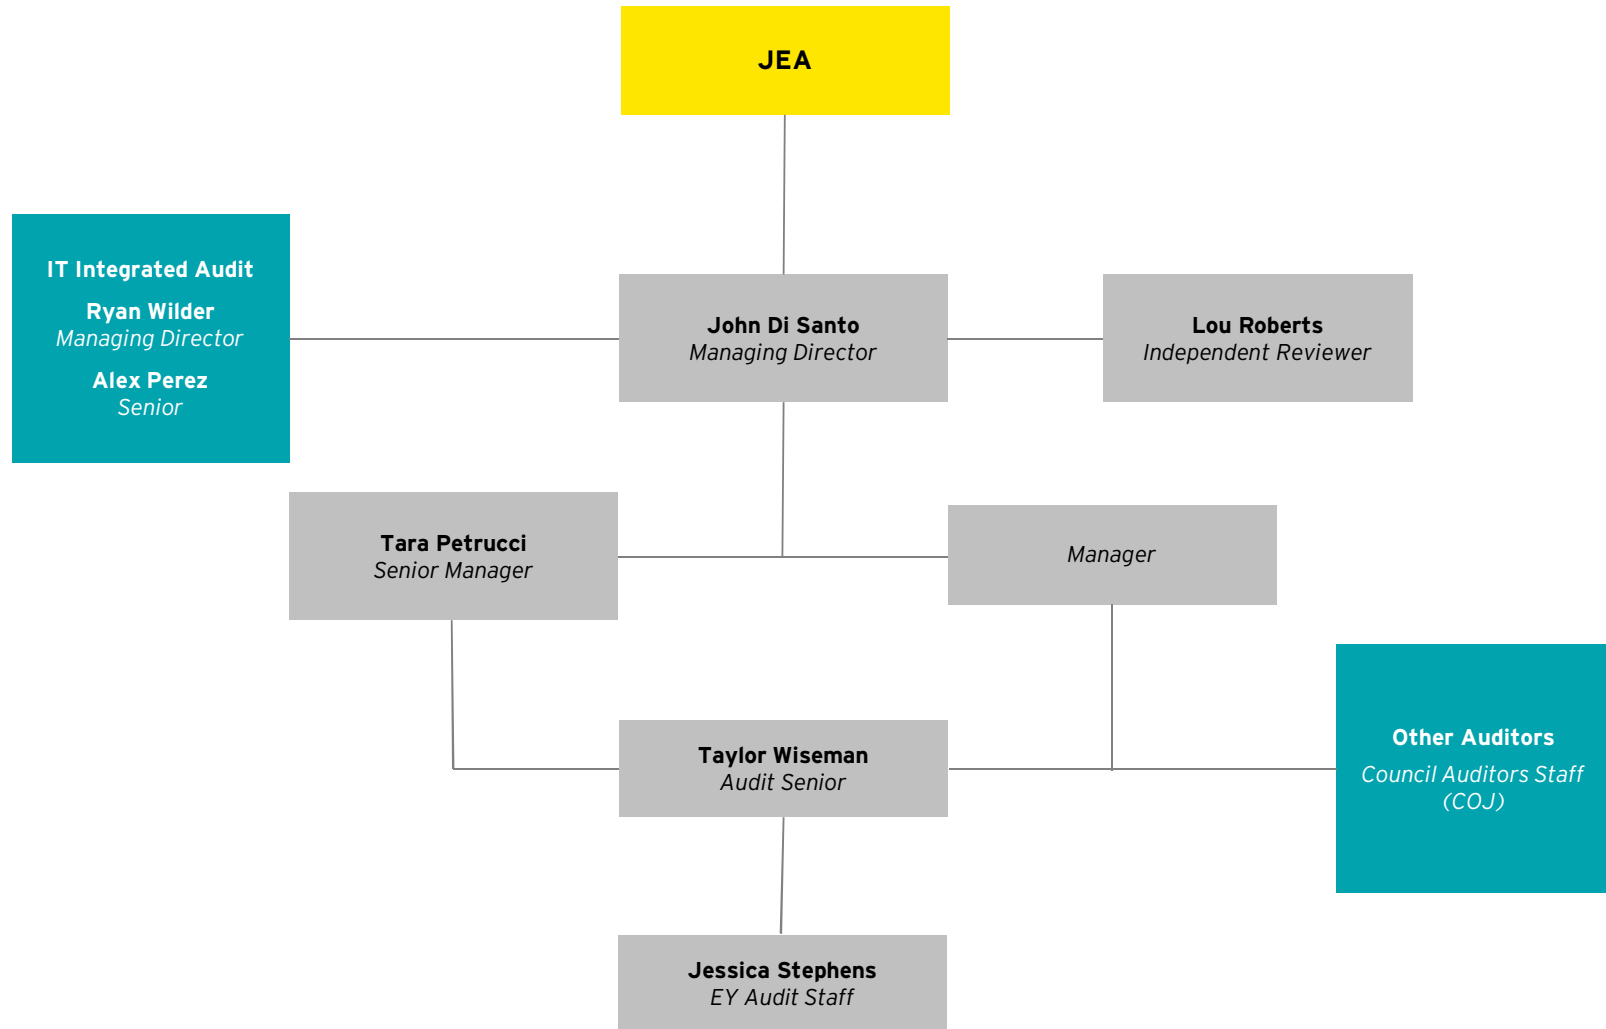 JEA
IT Integrated Audit
Ryan Wilder
Managing Director
Alex Perez
Senior
John Di Santo
Managing Director
Lou Roberts
Independent Reviewer
Tara Petrucci
Senior Manager
Manager
Taylor Wiseman
Audit Senior
Other Auditors
Council Auditors Staff
(COJ)
Jessica Stephens
EY Audit Staff